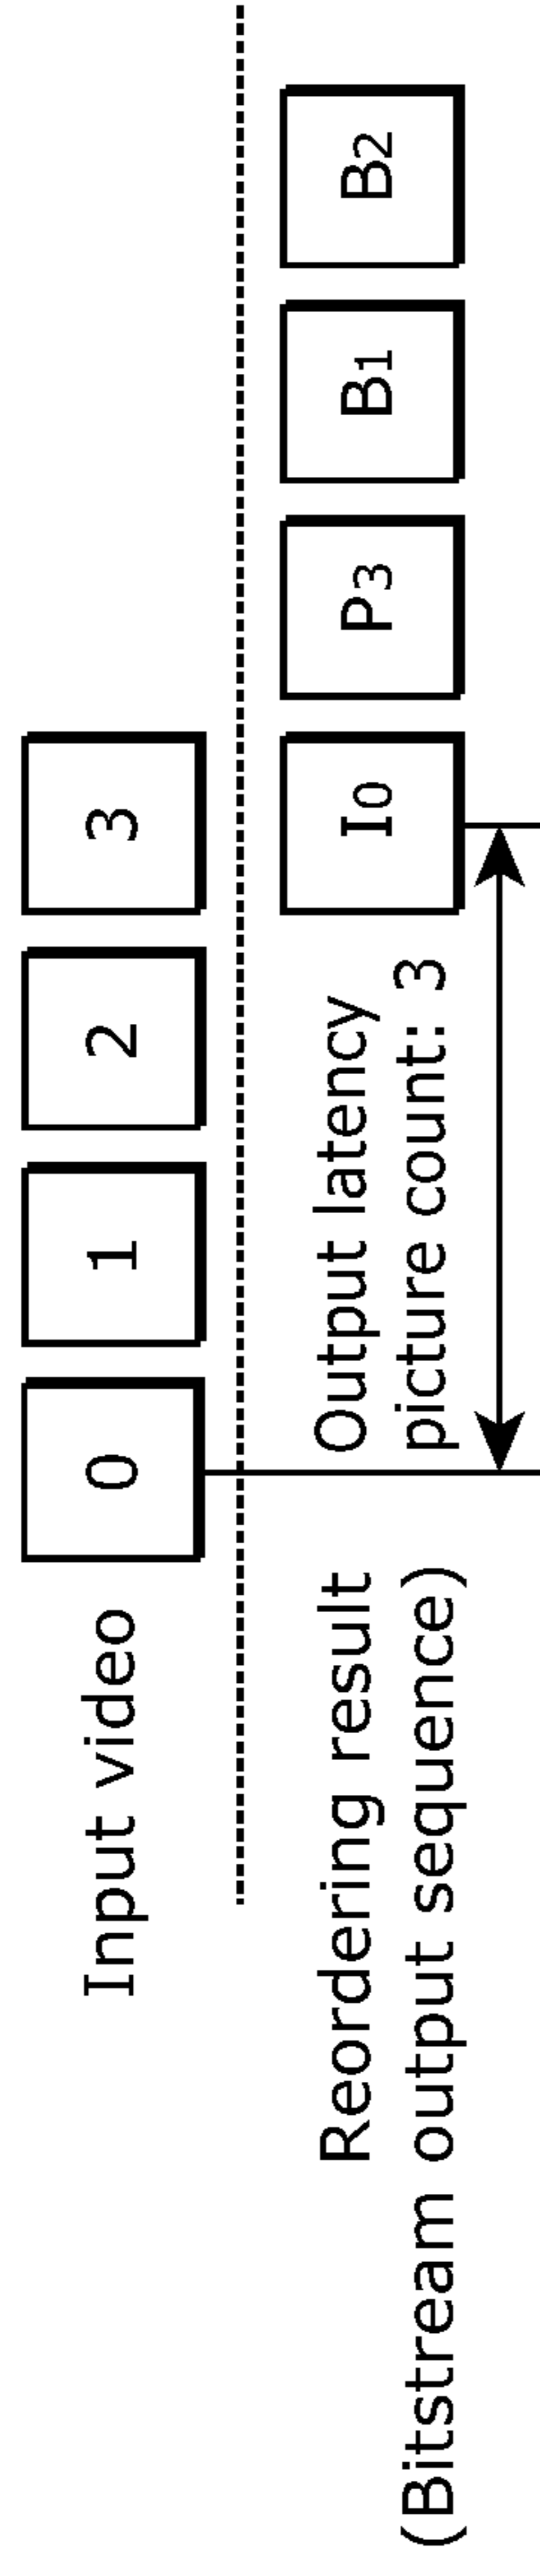 Input video
0 1 2 3
Reordering result
(Bitstream output sequence)
Output latency
picture count: 3
I0 P3 B1 B2